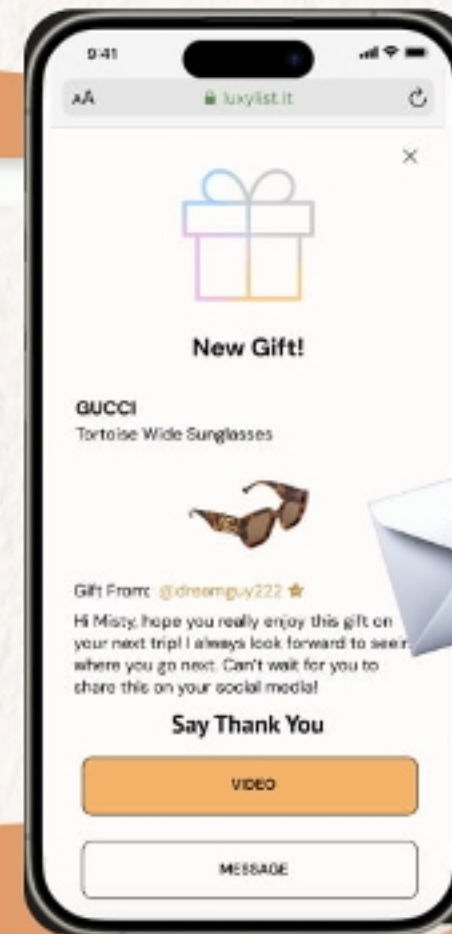 9:41
AA
luxylist.it
New Gift!
GUCCI
Tortoise Wide Sunglasses
Gift From: @dreamguy222
Hi Misty, hope you really enjoy this gift on
your next trip! I always look forward to seein
where you go next. Can't wait for you to
share this on your social media!
Say Thank You
VIDEO
MESSAGE